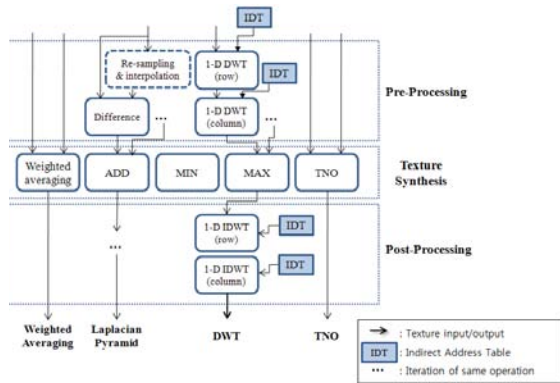 IDT
Re-sampling
& interpolation
1-D DWT
(row)
IDT
Pre-Processing
Difference
...
1-D DWT
(column)
...
Weighted
averaging
ADD
MIN
MAX
TNO
Texture
Synthesis
...
1-D IDWT
(row)
IDT
Post-Processing
1-D IDWT
(column)
IDT
Weighted
Averaging
Laplacian
Pyramid
DWT
TNO
: Texture input/output
IDT : Indirect Address Table
... : Iteration of same operation